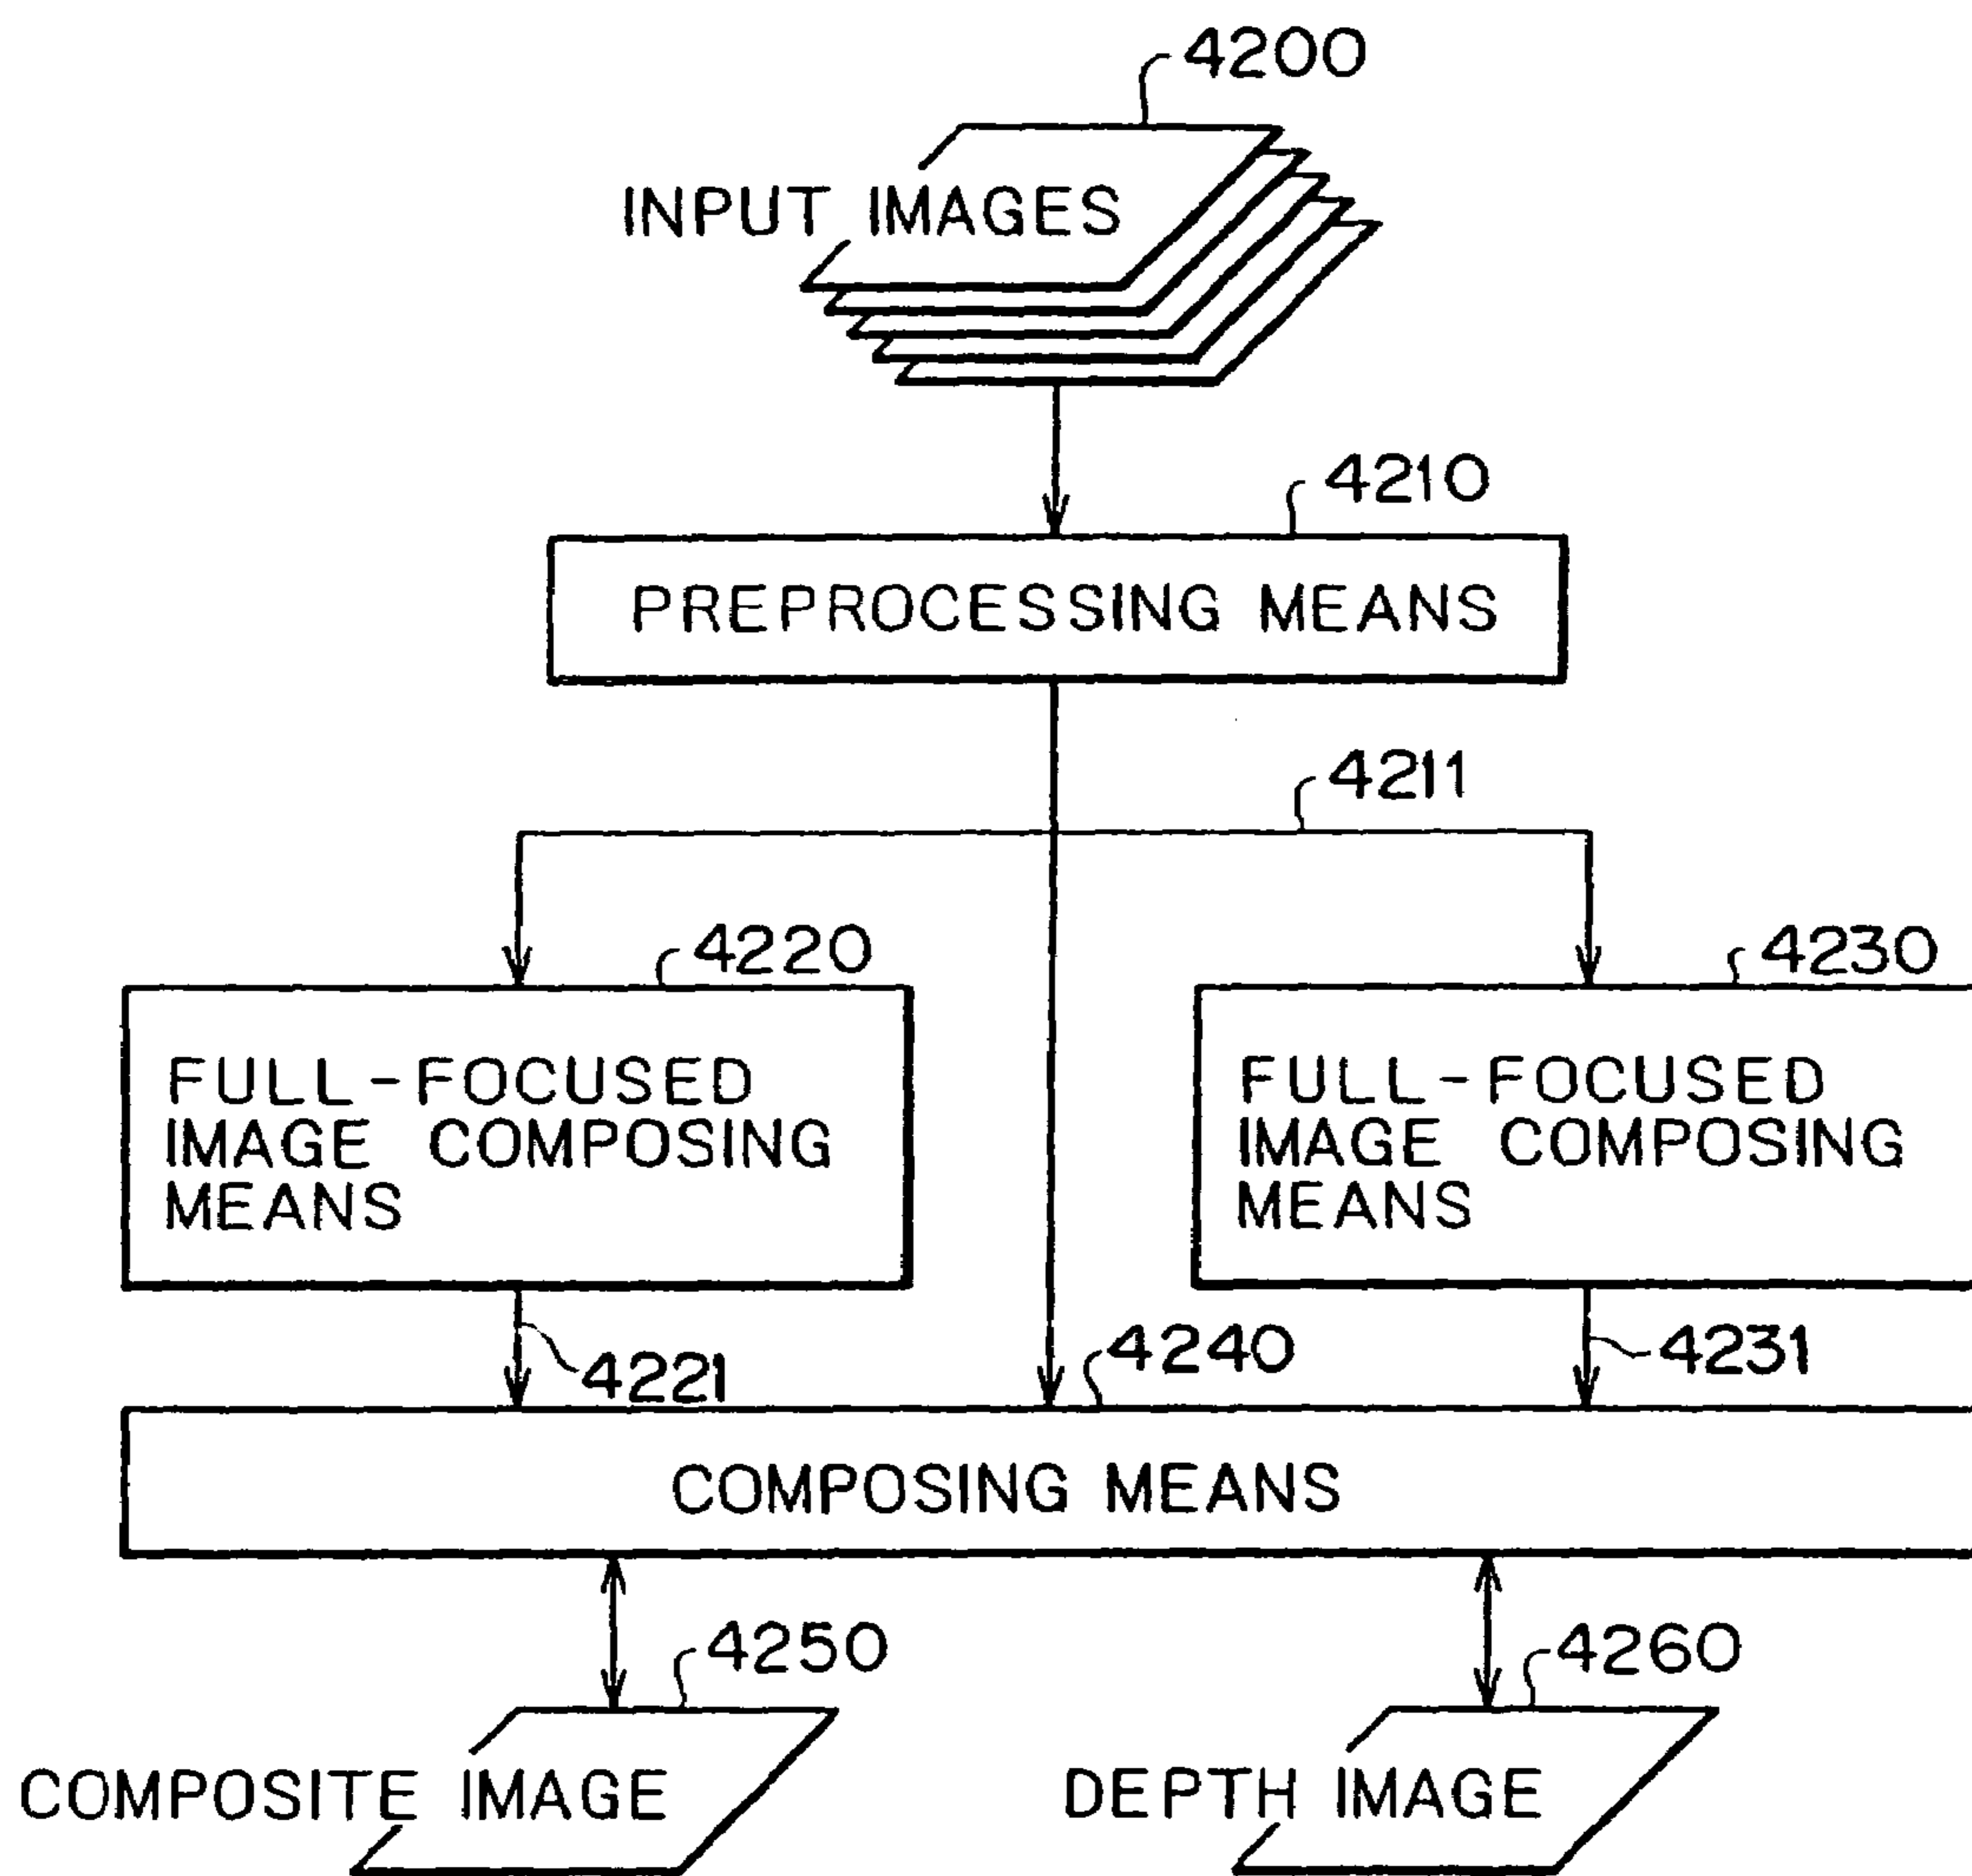 4200
INPUT IMAGES
4210
PREPROCESSING MEANS
4211
4220
4230
FULL-FOCUSED
IMAGE COMPOSING
MEANS
FULL-FOCUSED
IMAGE COMPOSING
MEANS
4221
4240
4231
COMPOSING MEANS
4250
4260
COMPOSITE IMAGE
DEPTH IMAGE